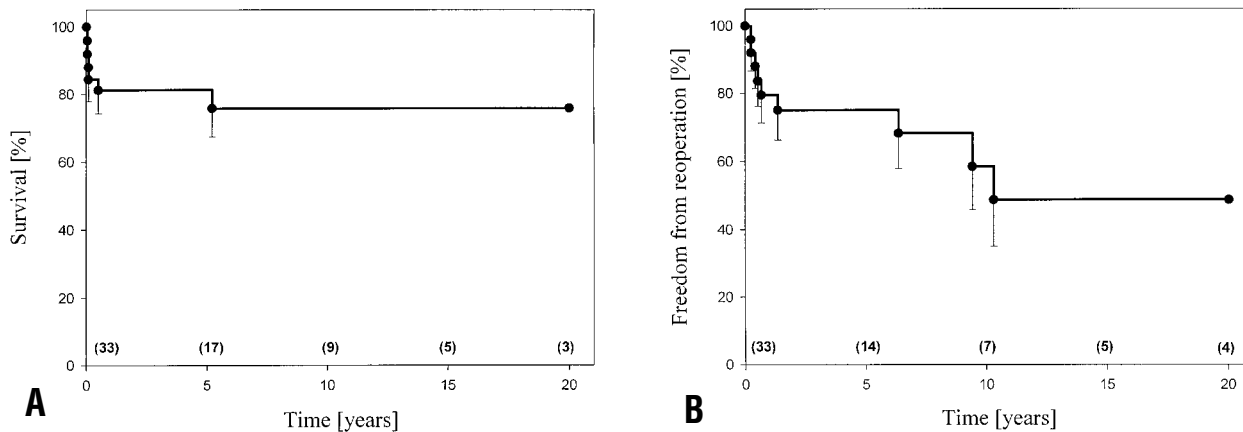 Survival [%]
100
80
60
40
20
0
(33) (17) (9) (5) (3)
0 5 10 15 20
Time [years]
A
Freedom from reoperation [%]
100
80
60
40
20
0
(33) (14) (7) (5) (4)
0 5 10 15 20
Time [years]
B